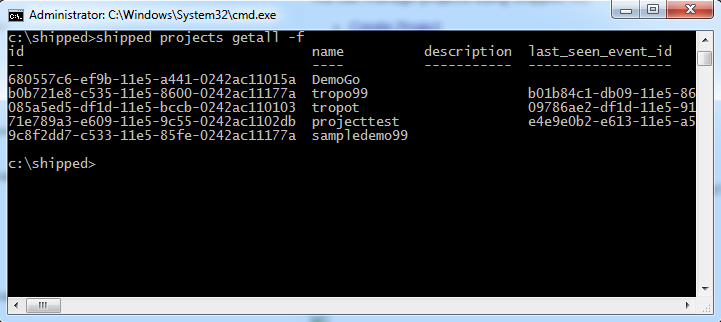 Administrator: C:\Windows\System32\cmd.exe
c:\shipped>shipped projects getall -f
id name description last_seen_event_id
-- ---- ----------- ------------------
680557c6-ef9b-11e5-a441-0242ac11015a DemoGo
b0b721e8-c535-11e5-8600-0242ac11177a tropo99 b01b84c1-db09-11e5-86
085a5ed5-df1d-11e5-bccb-0242ac110103 tropot 09786ae2-df1d-11e5-91
71e789a3-e609-11e5-9c55-0242ac1102db projecttest e4e9e0b2-e613-11e5-a5
9c8f2dd7-c533-11e5-85fe-0242ac11177a sampledemo99
c:\shipped>